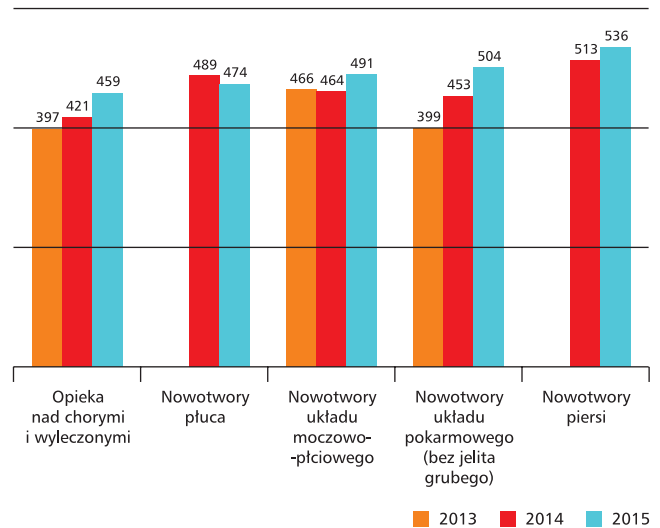 397 421 459
489 474
466 464 491
399 453 504
513 536
Opieka
nad chorymi
i wyleczonymi
Nowotwory
płuca
Nowotwory
układu
moczowo-
-płciowego
Nowotwory
układu
pokarmowego
(bez jelita
grubego)
Nowotwory
piersi
2013 2014 2015